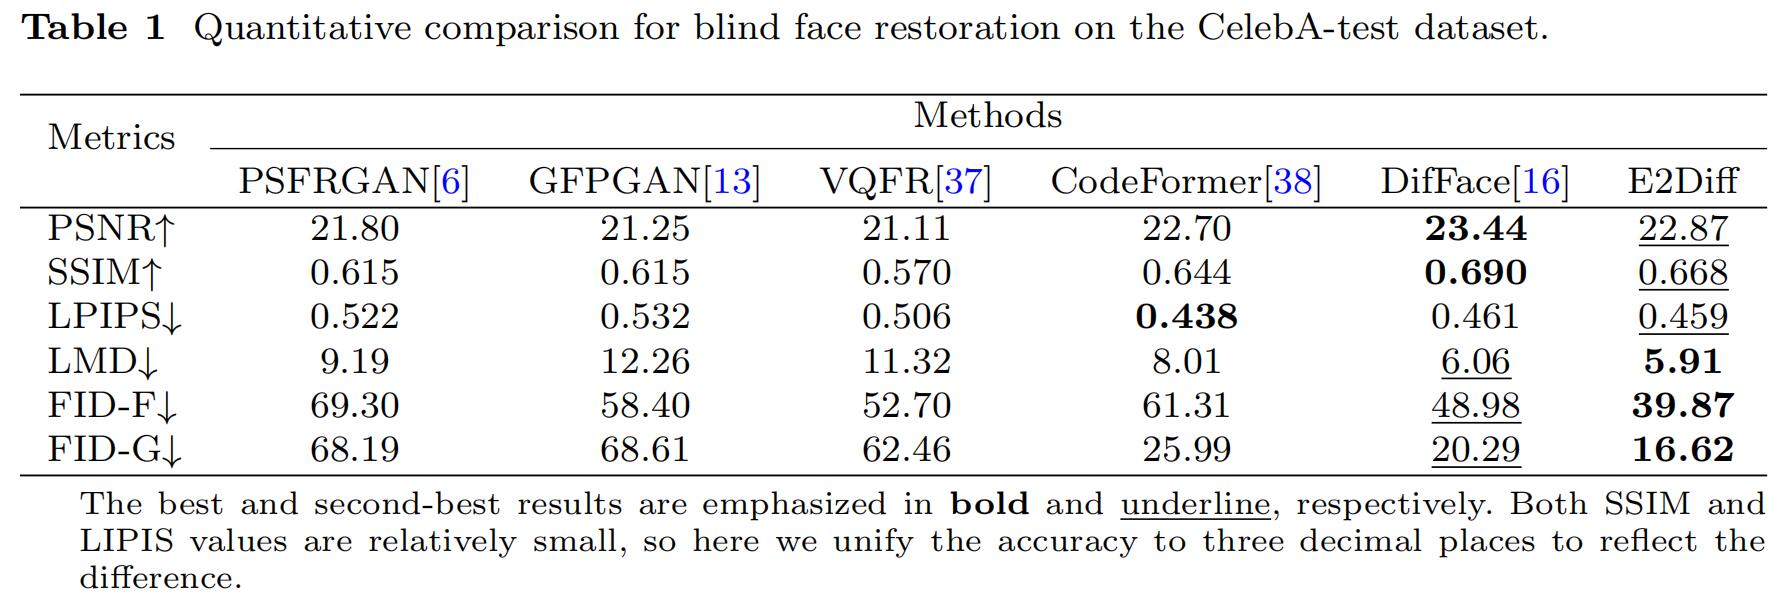 Table 1 Quantitative comparison for blind face restoration on the CelebA-test dataset.
Methods
Metrics
PSFRGAN[6] GFPGAN[13] VQFR[37] CodeFormer[38] DifFace[16] E2Diff
PSNR↑ 21.80 21.25 21.11 22.70 23.44 22.87
SSIM↑ 0.615 0.615 0.570 0.644 0.690 0.668
LPIPS↓ 0.522 0.532 0.506 0.438 0.461 0.459
LMD↓ 9.19 12.26 11.32 8.01 6.06 5.91
FID-F↓ 69.30 58.40 52.70 61.31 48.98 39.87
FID-G↓ 68.19 68.61 62.46 25.99 20.29 16.62
The best and second-best results are emphasized in bold and underline, respectively. Both SSIM and
LIPIS values are relatively small, so here we unify the accuracy to three decimal places to reflect the
difference.